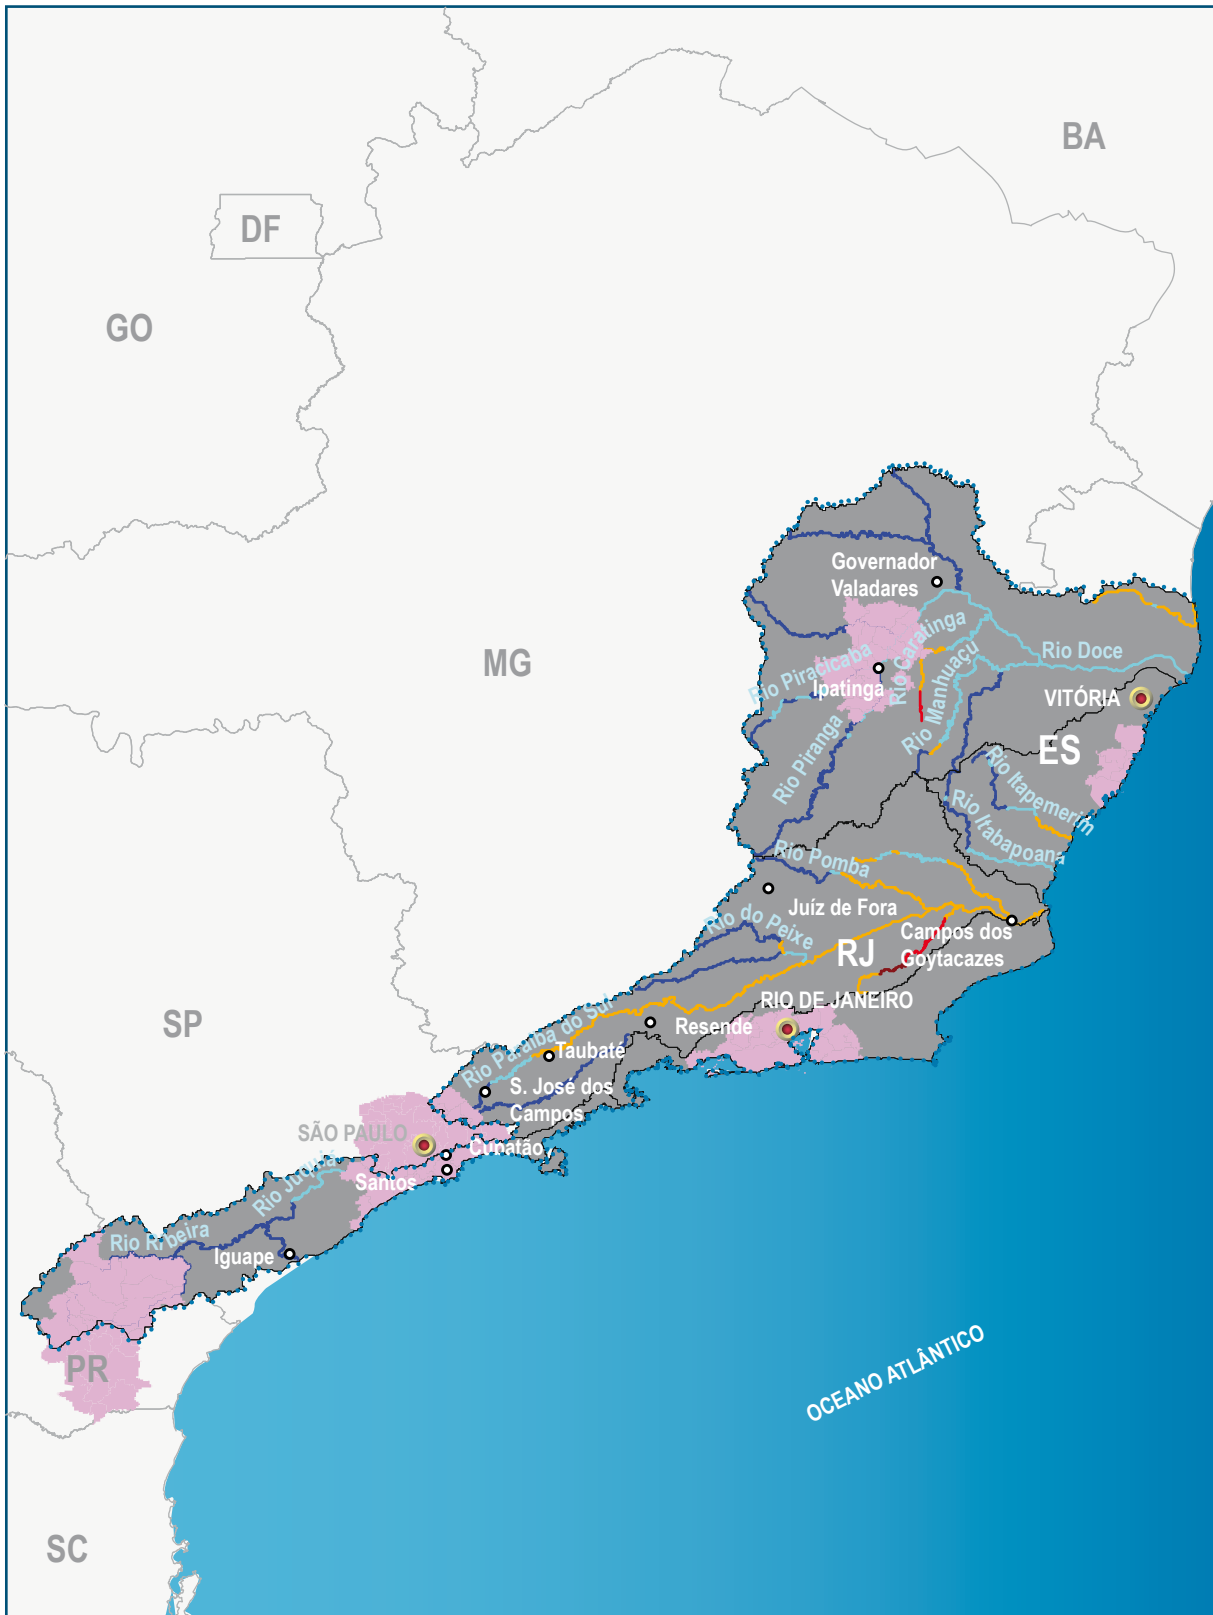 BA
DF
GO
Governador
Valadares
Rio Caratinga
Rio Doce
MG
Rio Piracicaba
Ipatinga
Rio Manhuaçu
VITÓRIA
ES
Rio Piranga
Rio Itapemerim
Rio Itabapoana
Rio Pomba
Juíz de Fora
Rio do Peixe
Campos dos
Goytacazes
RJ
RIO DE JANEIRO
SP
Resende
Rio Paraíba do Sul
Taubaté
S. José dos
Campos
SÃO PAULO
Cubatão
Rio Juquiá
Santos
Rio Ribeira
Iguape
PR
OCEANO ATLÂNTICO
SC